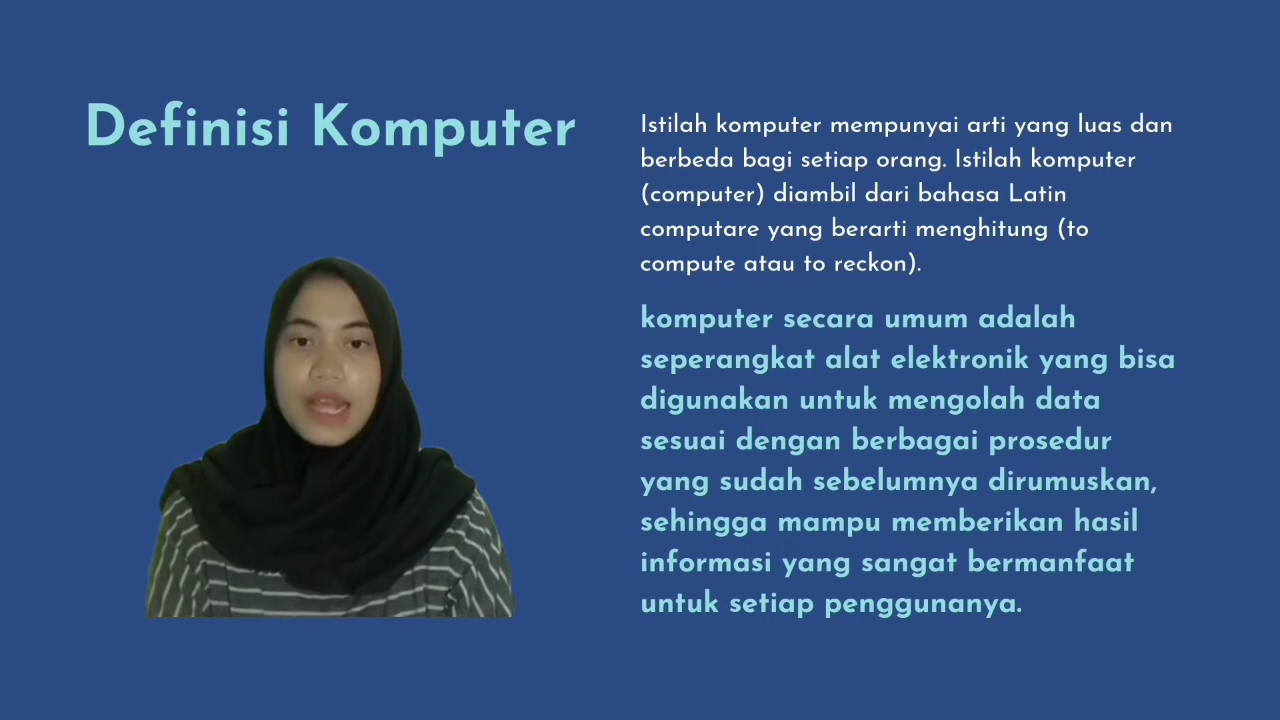 Definisi Komputer
Istilah komputer mempunyai arti yang luas dan
berbeda bagi setiap orang. Istilah komputer
(computer) diambil dari bahasa Latin
computare yang berarti menghitung (to
compute atau to reckon).
komputer secara umum adalah
seperangkat alat elektronik yang bisa
digunakan untuk mengolah data
sesuai dengan berbagai prosedur
yang sudah sebelumnya dirumuskan,
sehingga mampu memberikan hasil
informasi yang sangat bermanfaat
untuk setiap penggunanya.